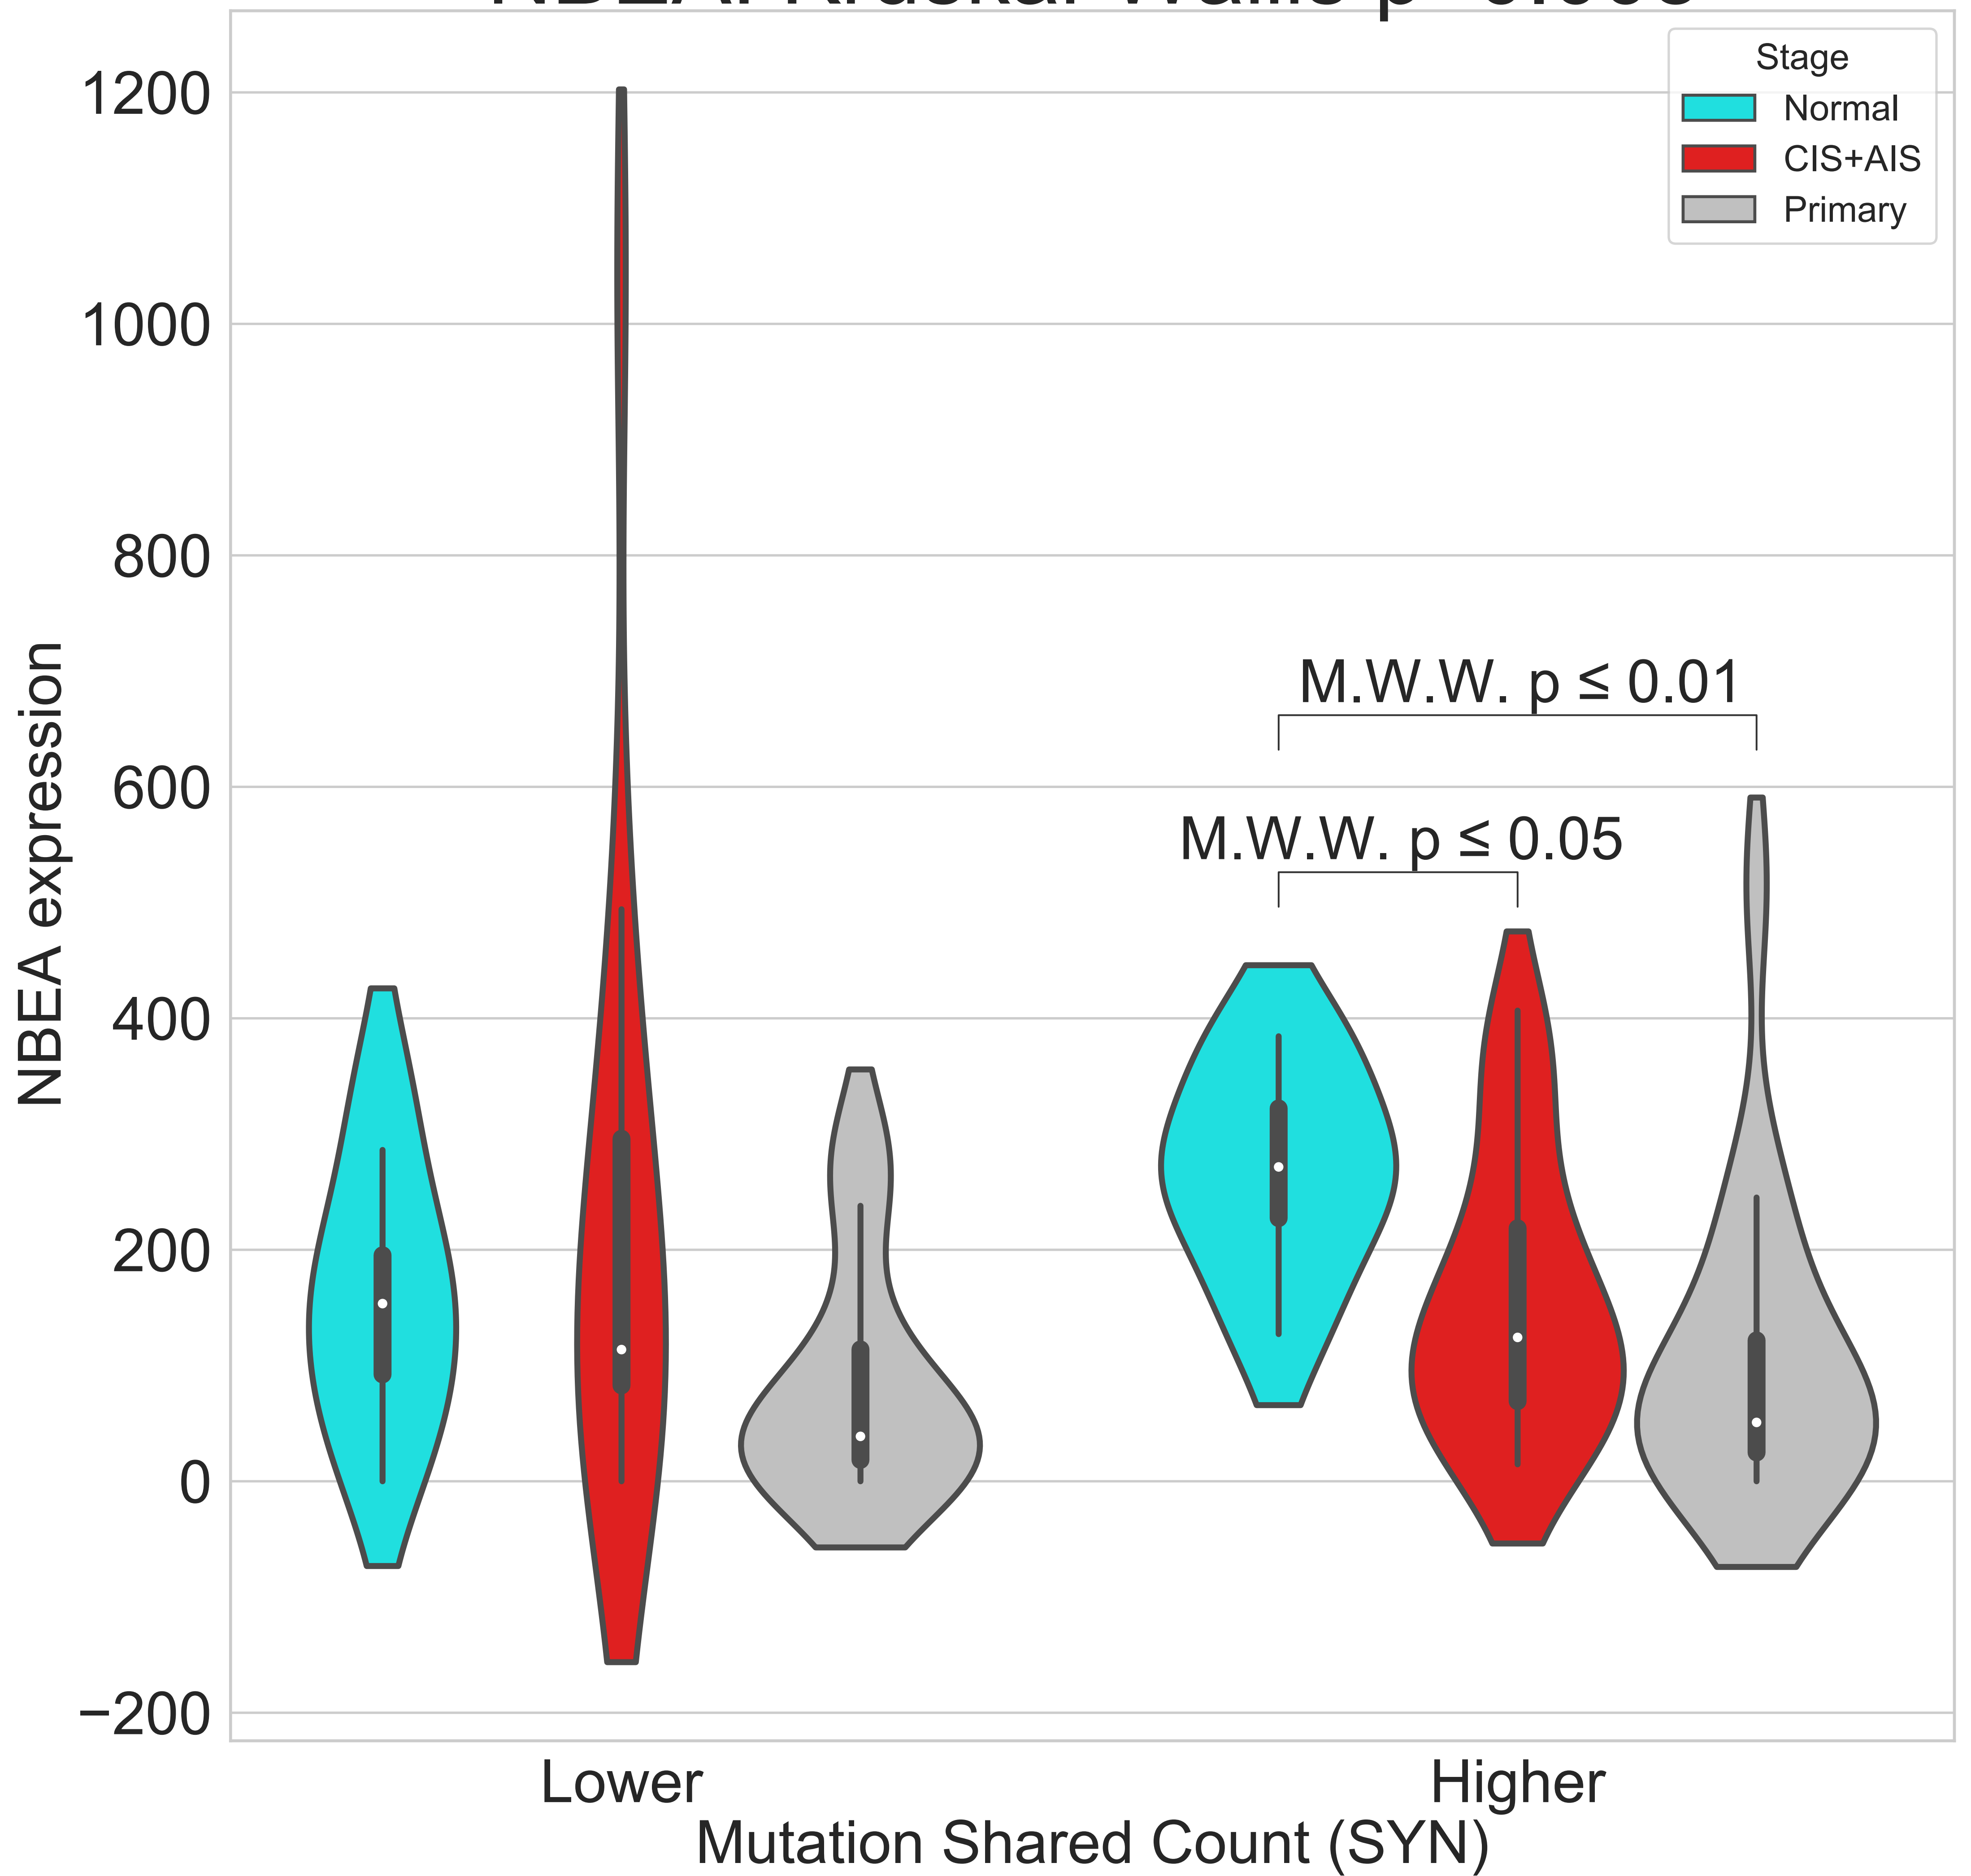 Stage
Normal
CIS+AIS
Primary
1200
1000
800
600
400
200
0
−200
NBEA expression
M.W.W. p ≤ 0.01
M.W.W. p ≤ 0.05
Lower
Higher
Mutation Shared Count (SYN)